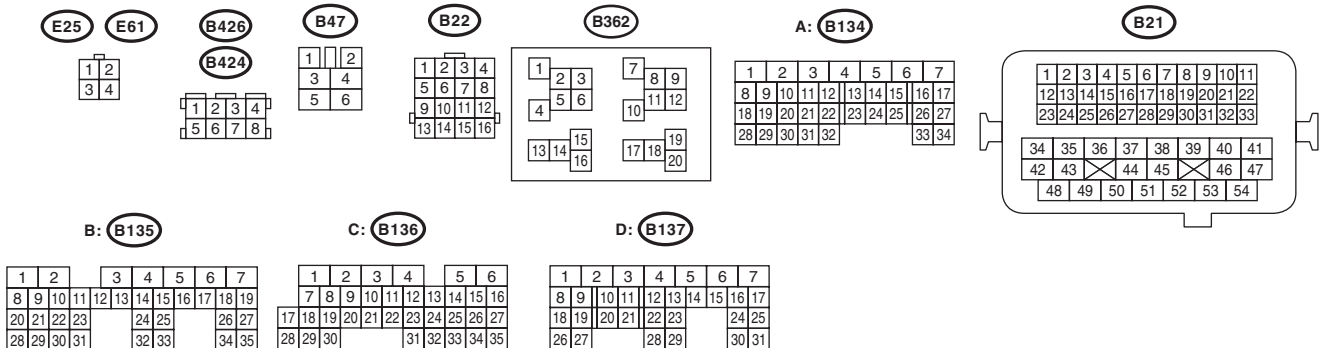 E25 E61 B426 B47 B22 B362 A: B134 B21
B424
1 2
3 4
1 2 3 4
5 6 7 8
1 2
3 4
5 6
1 2 3 4
5 6 7 8
9 10 11 12
13 14 15 16
1 2 3
4 5 6
7 8 9
10 11 12
13 14 15
16
17 18 19
20
1 2 3 4 5 6 7
8 9 10 11 12 13 14 15 16 17
18 19 20 21 22 23 24 25 26 27
28 29 30 31 32 33 34
1 2 3 4 5 6 7 8 9 10 11
12 13 14 15 16 17 18 19 20 21 22
23 24 25 26 27 28 29 30 31 32 33
34 35 36 37 38 39 40 41
42 43 44 45 46 47
48 49 50 51 52 53 54
B: B135 C: B136 D: B137
1 2 3 4 5 6 7
8 9 10 11 12 13 14 15 16 17 18 19
20 21 22 23 24 25 26 27
28 29 30 31 32 33 34 35
1 2 3 4 5 6
7 8 9 10 11 12 13 14 15 16
17 18 19 20 21 22 23 24 25 26 27
28 29 30 31 32 33 34 35
1 2 3 4 5 6 7
8 9 10 11 12 13 14 15 16 17
18 19 20 21 22 23 24 25
26 27 28 29 30 31